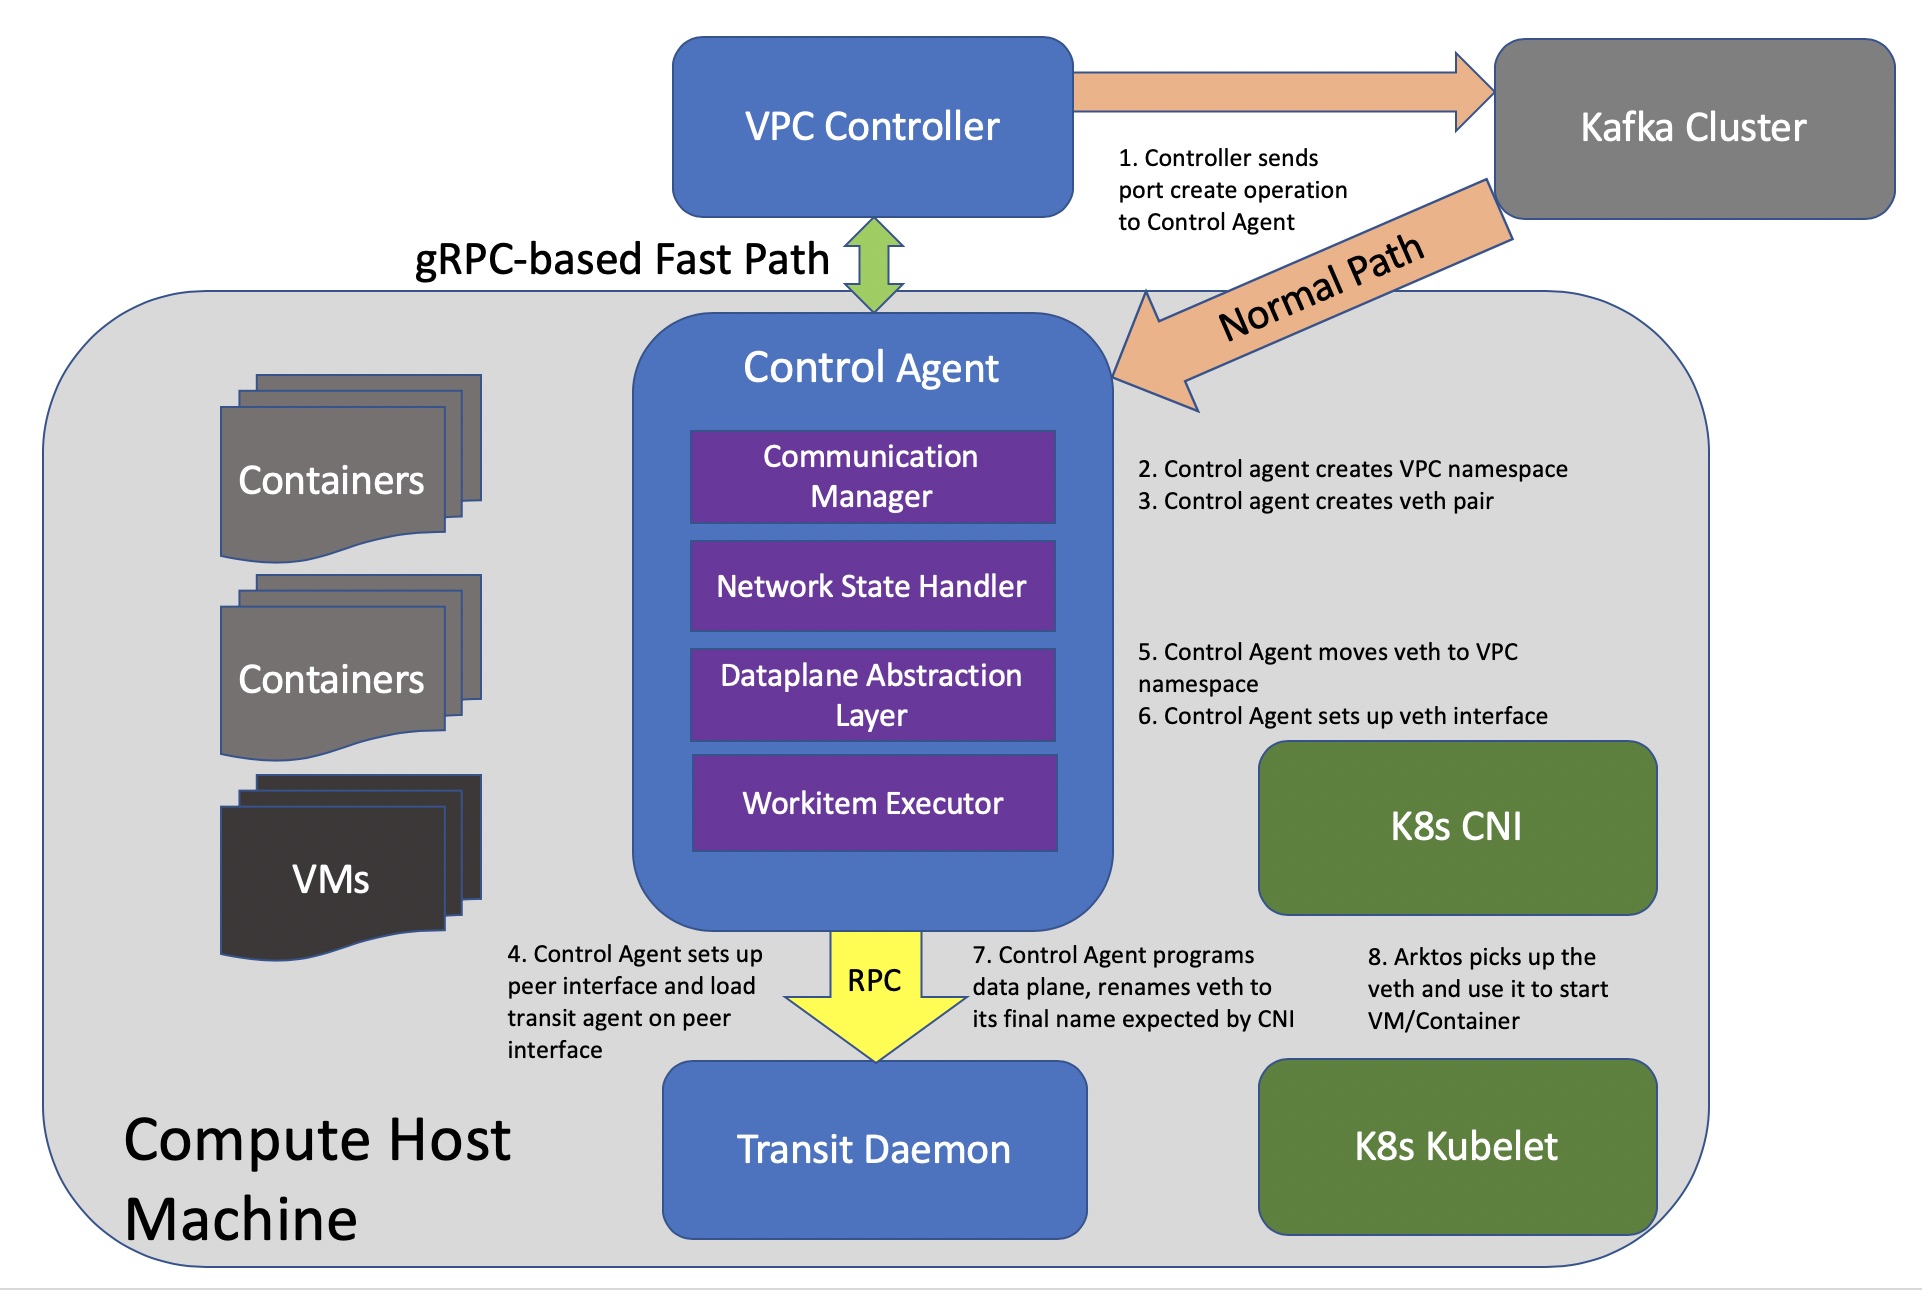 VPC Controller
Kafka Cluster
1. Controller sends
port create operation
to Control Agent
gRPC-based Fast Path
Normal Path
Control Agent
Communication
Manager
Network State Handler
Dataplane Abstraction
Layer
Workitem Executor
Containers
Containers
VMs
2. Control agent creates VPC namespace
3. Control agent creates veth pair
5. Control Agent moves veth to VPC
namespace
6. Control Agent sets up veth interface
K8s CNI
4. Control Agent sets up
peer interface and load
transit agent on peer
interface
RPC
7. Control Agent programs
data plane, renames veth to
its final name expected by CNI
8. Arktos picks up the
veth and use it to start
VM/Container
Compute Host
Machine
Transit Daemon
K8s Kubelet